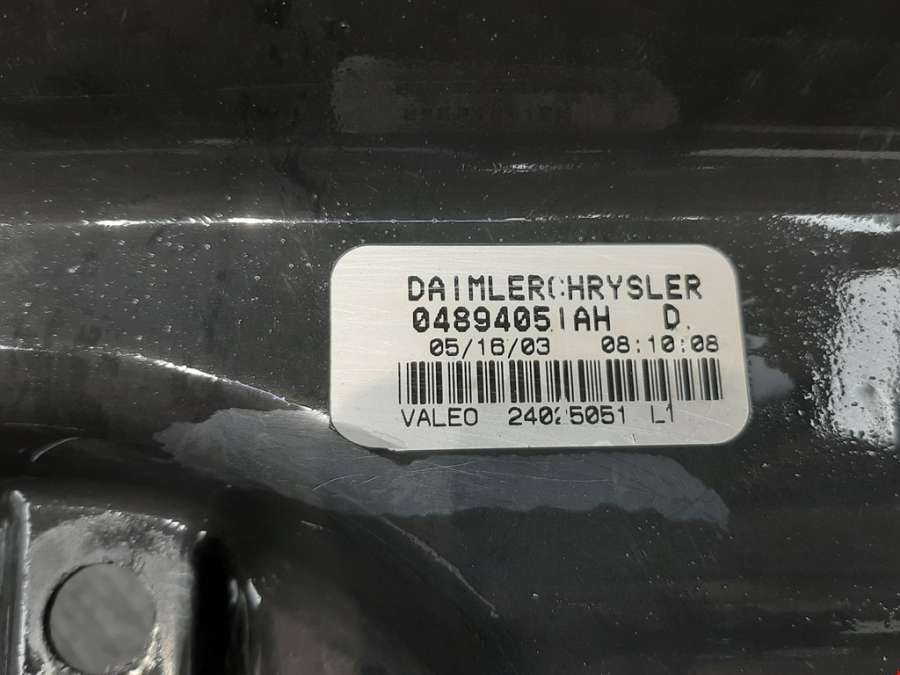 DAIMLERCHRYSLER
04894051AH D.
05/16/03 08:10:08
VALEO 24025051 L1